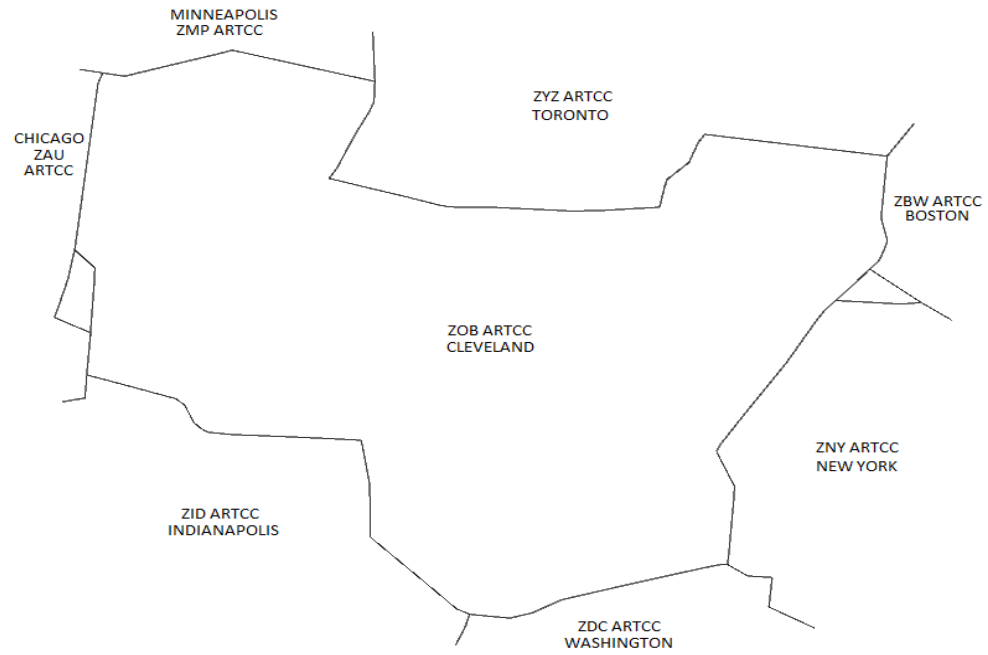 MINNEAPOLIS
ZMP ARTCC
ZYZ ARTCC
TORONTO
CHICAGO
ZAU
ARTCC
ZBW ARTCC
BOSTON
ZOB ARTCC
CLEVELAND
ZNY ARTCC
NEW YORK
ZID ARTCC
INDIANAPOLIS
ZDC ARTCC
WASHINGTON